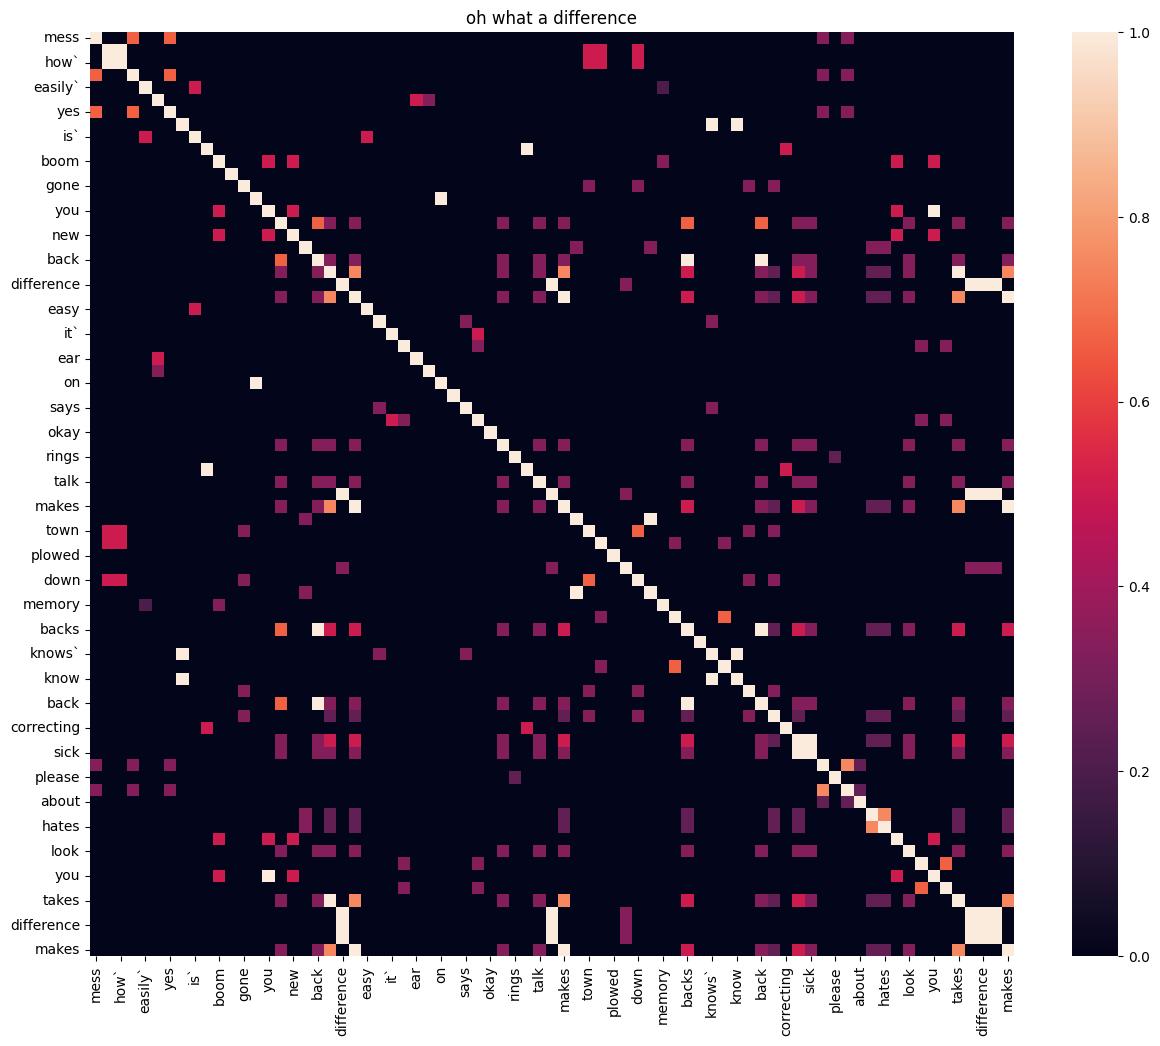 oh what a difference
mess
how`
easily`
yes
is`
boom
gone
you
new
back
difference
easy
it`
ear
on
says
okay
rings
talk
makes
town
plowed
down
memory
backs
knows`
know
back
correcting
sick
please
about
hates
look
you
takes
difference
makes
1.0
0.8
0.6
0.4
0.2
0.0
mess
how`
easily`
yes
is`
boom
gone
you
new
back
difference
easy
it`
ear
on
says
okay
rings
talk
makes
town
plowed
down
memory
backs
knows`
know
back
correcting
sick
please
about
hates
look
you
takes
difference
makes